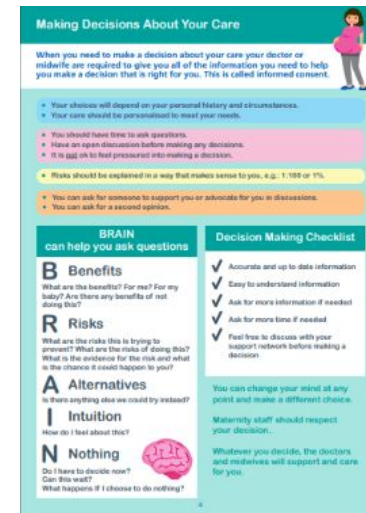 Making Decisions About Your Care
When you need to make a decision about your care your doctor or
midwife are required to give you all of the information you need to help
you make a decision that is right for you. This is called informed consent.
• Your choices will depend on your personal history and circumstances.
• Your care should be personalised to meet your needs.
• You should have time to ask questions.
• Have an open discussion before making any decisions.
• It is not ok to feel pressured into making a decision.
• Risks should be explained in a way that makes sense to you, e.g.: 1:100 or 1%.
• You can ask for someone to support you or advocate for you in discussions.
• You can ask for a second opinion.
BRAIN
can help you ask questions
B Benefits
What are the benefits? For me? For my
baby? Are there any benefits of not
doing this?
R Risks
What are the risks this is trying to
prevent? What are the risks of doing this?
What is the evidence for the risk and what
is the chance it could happen to you?
A Alternatives
Is there anything else we could try instead?
I Intuition
How do I feel about this?
N Nothing
Do I have to decide now?
Can this wait?
What happens if I choose to do nothing?
Decision Making Checklist
✓ Accurate and up to date information
✓ Easy to understand information
✓ Ask for more information if needed
✓ Ask for more time if needed
✓ Feel free to discuss with your
support network before making a
decision
You can change your mind at any
point and make a different choice.
Maternity staff should respect
your decision.
Whatever you decide, the doctors
and midwives will support and care
for you.